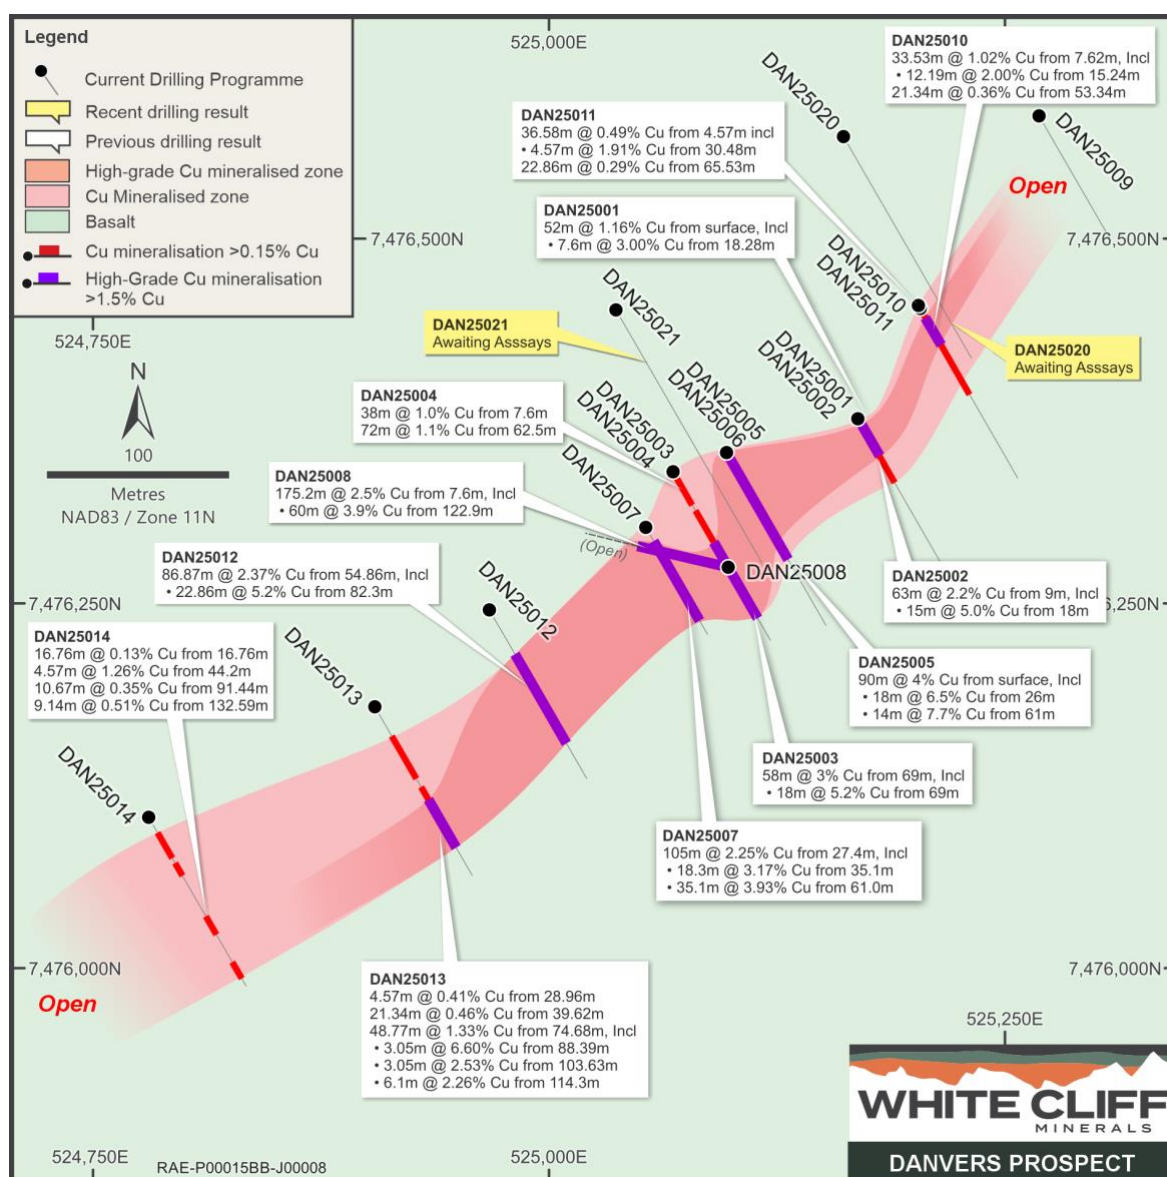 Legend
Current Drilling Programme
Recent drilling result
Previous drilling result
High-grade Cu mineralised zone
Cu Mineralised zone
Basalt
Cu mineralisation >0.15% Cu
High-Grade Cu mineralisation
>1.5% Cu
525,000E
DAN25010
33.53m @ 1.02% Cu from 7.62m, Incl
• 12.19m @ 2.00% Cu from 15.24m
21.34m @ 0.36% Cu from 53.34m
DAN25020
DAN25009
DAN25011
36.58m @ 0.49% Cu from 4.57m incl
• 4.57m @ 1.91% Cu from 30.48m
22.86m @ 0.29% Cu from 65.53m
Open
DAN25001
52m @ 1.16% Cu from surface, Incl
• 7.6m @ 3.00% Cu from 18.28m
7,476,500N
7,476,500N
DAN25010
DAN25011
DAN25021
524,750E
DAN25021
Awaiting Asssays
DAN25020
Awaiting Asssays
N
100
Metres
NAD83 / Zone 11N
DAN25001
DAN25002
DAN25005
DAN25006
DAN25003
DAN25004
DAN25004
38m @ 1.0% Cu from 7.6m
72m @ 1.1% Cu from 62.5m
DAN25007
DAN25008
175.2m @ 2.5% Cu from 7.6m, Incl
• 60m @ 3.9% Cu from 122.9m
(Open)
DAN25008
DAN25012
86.87m @ 2.37% Cu from 54.86m, Incl
• 22.86m @ 5.2% Cu from 82.3m
DAN25012
DAN25002
63m @ 2.2% Cu from 9m, Incl
• 15m @ 5.0% Cu from 18m
7,476,250N
6,250N
DAN25014
16.76m @ 0.13% Cu from 16.76m
4.57m @ 1.26% Cu from 44.2m
10.67m @ 0.35% Cu from 91.44m
9.14m @ 0.51% Cu from 132.59m
DAN25013
DAN25005
90m @ 4% Cu from surface, Incl
• 18m @ 6.5% Cu from 26m
• 14m @ 7.7% Cu from 61m
DAN25014
DAN25003
58m @ 3% Cu from 69m, Incl
• 18m @ 5.2% Cu from 69m
DAN25007
105m @ 2.25% Cu from 27.4m, Incl
• 18.3m @ 3.17% Cu from 35.1m
• 35.1m @ 3.93% Cu from 61.0m
7,476,000N
7,476,000N
Open
DAN25013
4.57m @ 0.41% Cu from 28.96m
21.34m @ 0.46% Cu from 39.62m
48.77m @ 1.33% Cu from 74.68m, Incl
• 3.05m @ 6.60% Cu from 88.39m
• 3.05m @ 2.53% Cu from 103.63m
• 6.1m @ 2.26% Cu from 114.3m
525,250E
WHITE CLIFF
MINERALS
DANVERS PROSPECT
524,750E
RAE-P00015BB-J00008
525,000E